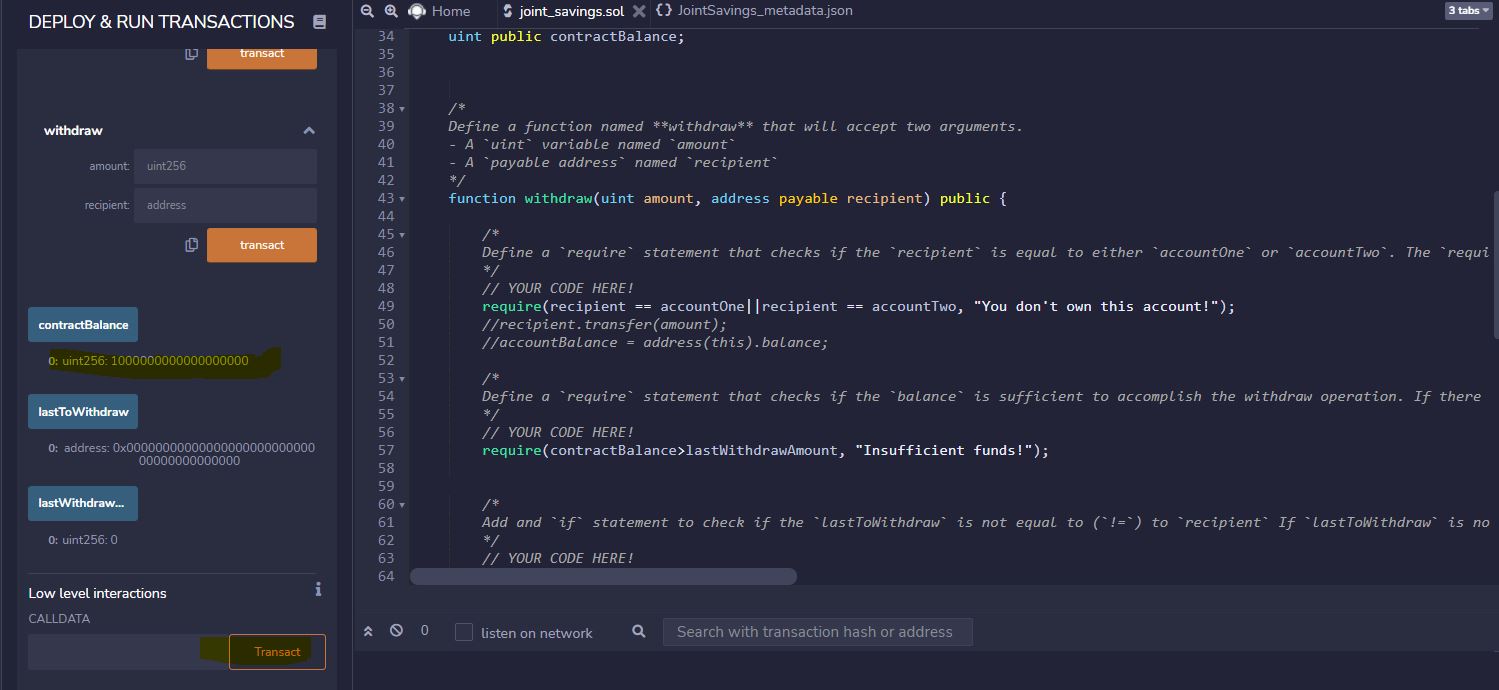 DEPLOY & RUN TRANSACTIONS
transact
withdraw
amount: uint256
recipient: address
transact
contractBalance
0: uint256: 1000000000000000000
lastToWithdraw
0: address: 0x0000000000000000000000000000000000000000
lastWithdraw...
0: uint256: 0
Low level interactions
i
CALLDATA
Transact
Home
joint_savings.sol
{} JointSavings_metadata.json
3 tabs
34 uint public contractBalance;
35
36
37
38 /*
39 Define a function named **withdraw** that will accept two arguments.
40 - A `uint` variable named `amount`
41 - A `payable address` named `recipient`
42 */
43 function withdraw(uint amount, address payable recipient) public {
44
45 /*
46 Define a `require` statement that checks if the `recipient` is equal to either `accountOne` or `accountTwo`. The `requi
47 */
48 // YOUR CODE HERE!
49 require(recipient == accountOne||recipient == accountTwo, "You don't own this account!");
50 //recipient.transfer(amount);
51 //accountBalance = address(this).balance;
52
53 /*
54 Define a `require` statement that checks if the `balance` is sufficient to accomplish the withdraw operation. If there
55 */
56 // YOUR CODE HERE!
57 require(contractBalance>lastWithdrawAmount, "Insufficient funds!");
58
59
60 /*
61 Add and `if` statement to check if the `lastToWithdraw` is not equal to (`!=`) to `recipient` If `lastToWithdraw` is no
62 */
63 // YOUR CODE HERE!
64
0
listen on network
Search with transaction hash or address